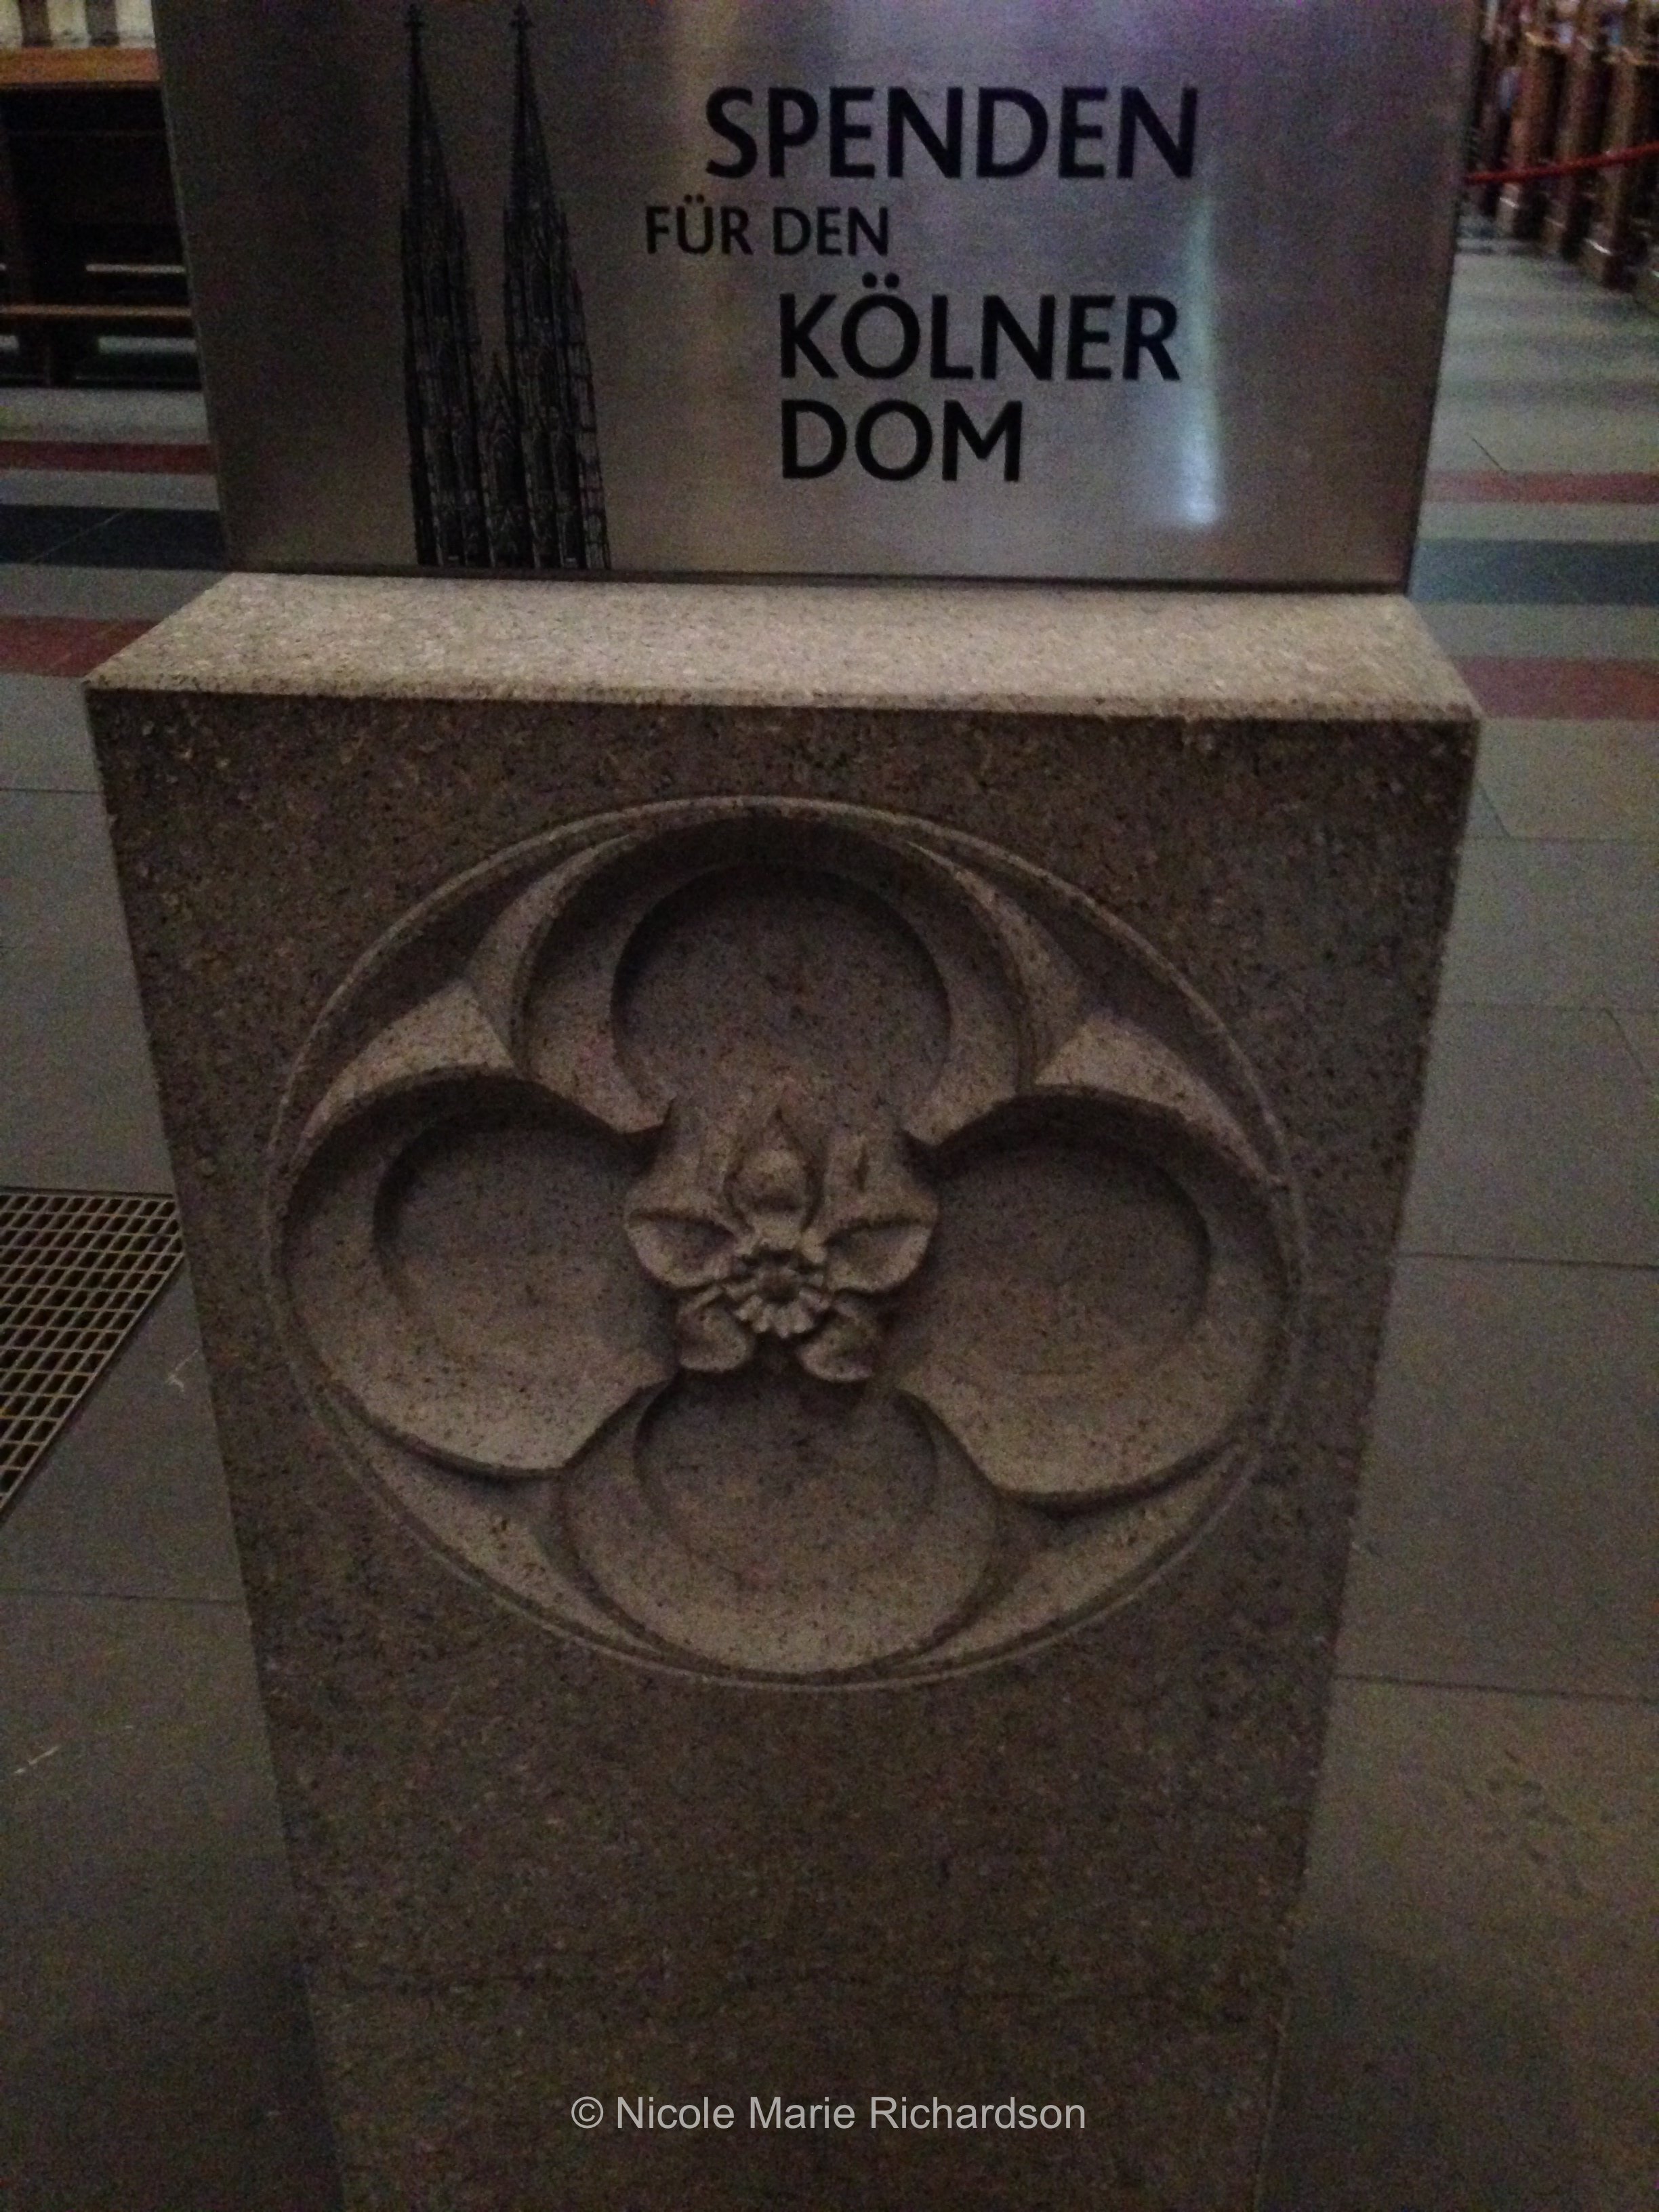 SPENDEN
FÜR DEN
KÖLNER
DOM
© Nicole Marie Richardson